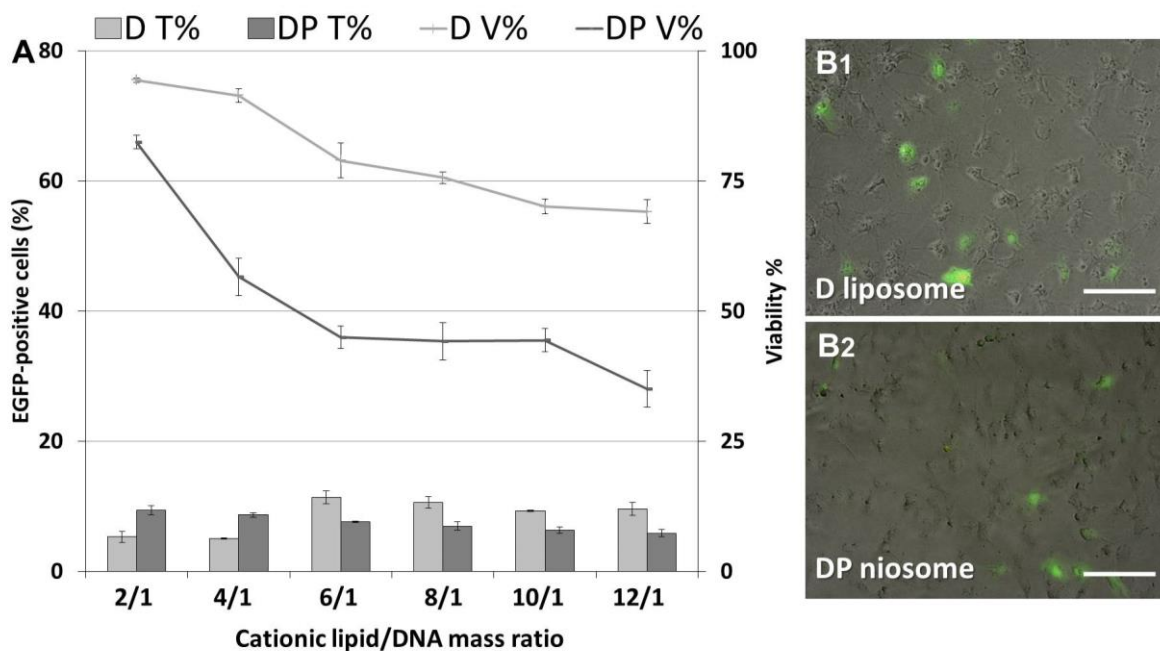 A
D T% DP T% D V% DP V%
80
60
40
20
0
EGFP-positive cells (%)
100
75
50
25
0
Viability %
2/1 4/1 6/1 8/1 10/1 12/1
Cationic lipid/DNA mass ratio
B1
D liposome
B2
DP niosome